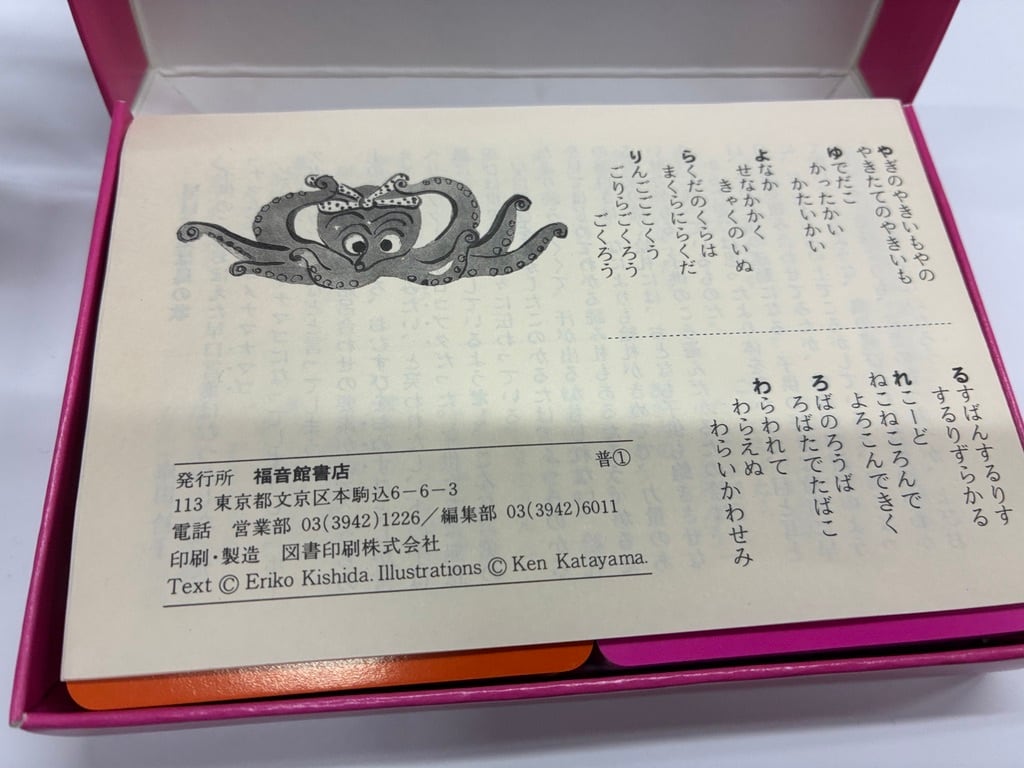 やぎのやきいもやの
やきたてのやきいも
ゆでだこ
かったかい
かたいかい
よなか
せなかかく
きゃくのいぬ
らくだのくらは
まくらにらくだ
りんごごこくう
ごりらごくろう
ごくろう
るすばんするりす
するりずらかる
れこーど
ねこねころんで
よろこんできく
ろばのろうば
ろばたでたばこ
わらわれて
わらえぬ
わらいかわせみ
普①
発行所 福音館書店
113 東京都文京区本駒込6-6-3
電話 営業部 03(3942)1226/編集部 03(3942)6011
印刷・製造 図書印刷株式会社
Text © Eriko Kishida. Illustrations © Ken Katayama.